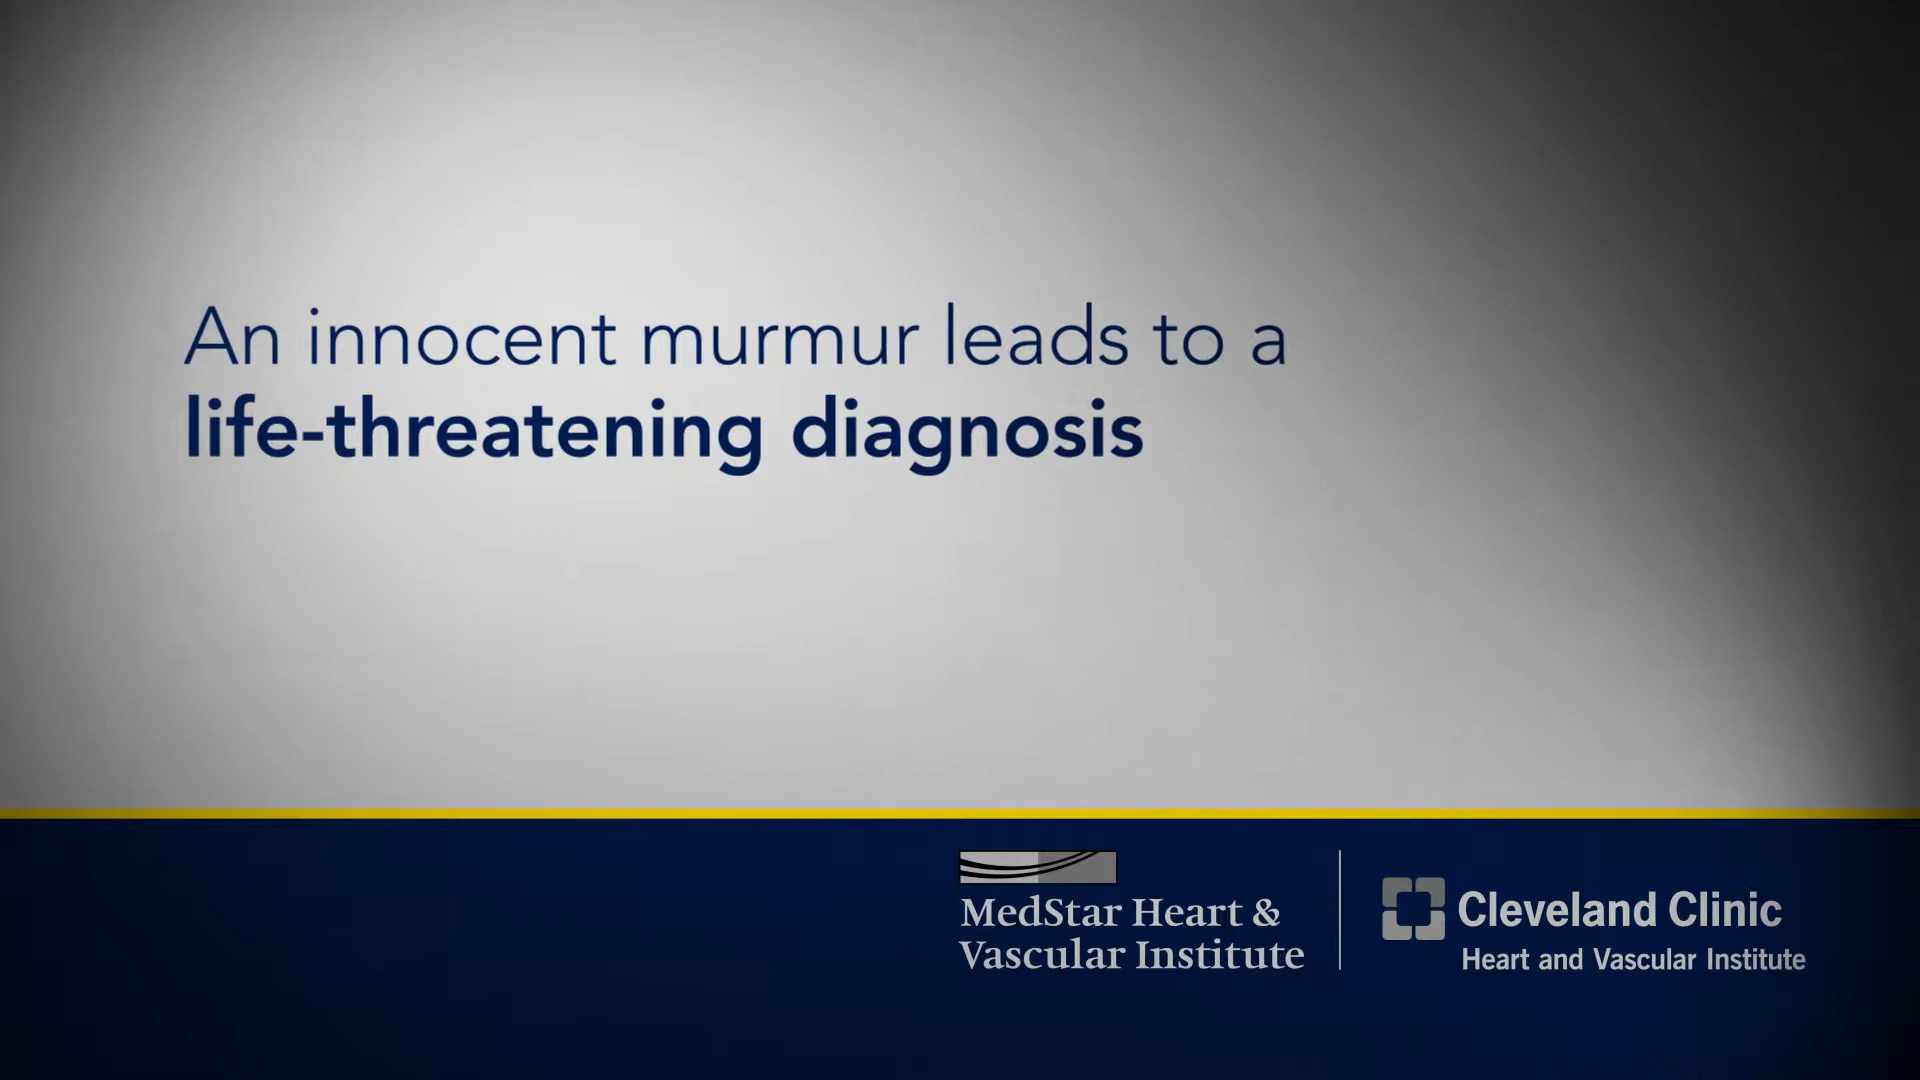 An innocent murmur leads to a
life-threatening diagnosis
MedStar Heart &
Vascular Institute
Cleveland Clinic
Heart and Vascular Institute